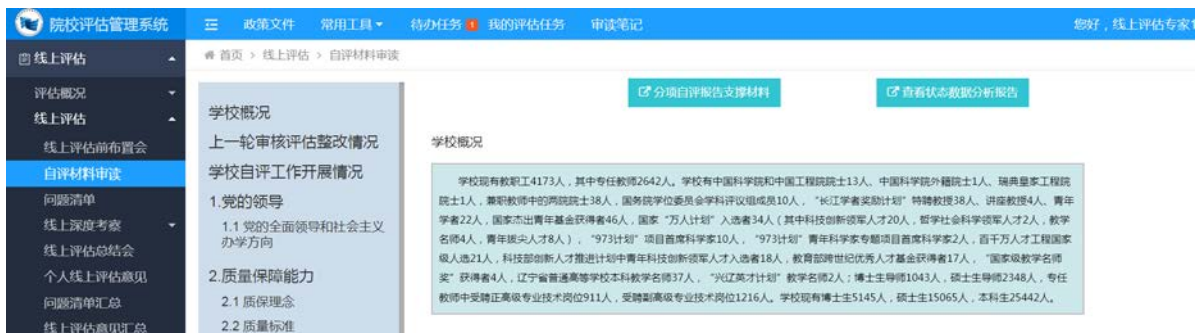 院校评估管理系统
政策文件 常用工具 待办任务 1 我的评估任务 审读笔记
您好，线上评估专家1
线上评估
首页 > 线上评估 > 自评材料审读
评估概况
线上评估
线上评估前布置会
自评材料审读
问题清单
线上深度考察
线上评估总结会
个人线上评估意见
问题清单汇总
线上评估意见汇总
学校概况
上一轮审核评估整改情况
学校自评工作开展情况
1.党的领导
1.1 党的全面领导和社会主义
办学方向
2.质量保障能力
2.1 质保理念
2.2 质量标准
分项自评报告支撑材料
查看状态数据分析报告
学校概况
学校现有教职工4173人，其中专任教师2642人。学校有中国科学院和中国工程院院士13人、中国科学院外籍院士1人、瑞典皇家工程院
院士1人，兼职教师中的两院院士38人，国务院学位委员会学科评议组成员10人，“长江学者奖励计划”特聘教授38人、讲座教授4人、青年
学者22人，国家杰出青年基金获得者46人，国家“万人计划”入选者34人（其中科技创新领军人才20人，哲学社会科学领军人才2人，教学
名师4人，青年拔尖人才8人），“973计划”项目首席科学家10人，“973计划”青年科学家专题项目首席科学家2人，百千万人才工程国家
级人选21人，科技部创新人才推进计划中青年科技创新领军人才入选者18人，教育部跨世纪优秀人才基金获得者17人，“国家级教学名师
奖”获得者4人，辽宁省普通高等学校本科教学名师37人，“兴辽英才计划”教学名师2人；博士生导师1043人，硕士生导师2348人，专任
教师中受聘正高级专业技术岗位911人，受聘副高级专业技术岗位1216人。学校现有博士生5145人，硕士生15065人，本科生25442人。